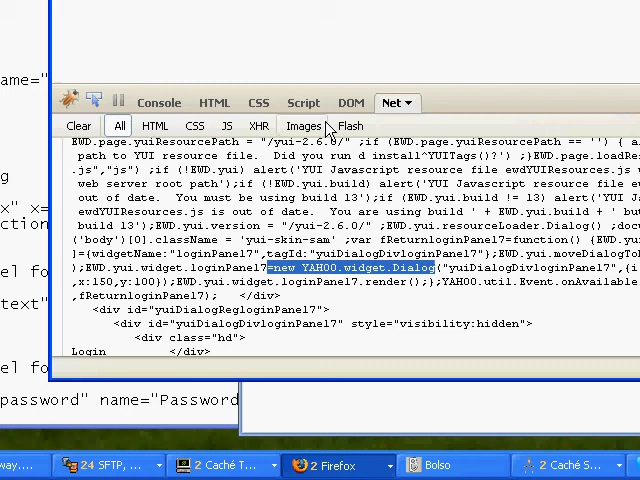 ame="
Console HTML CSS Script DOM Net
Clear All HTML CSS JS XHR Images Flash
EWD.page.yuiResourcePath = "/yui-2.6.0/" ;if (EWD.page.yuiResourcePath == '') { a
path to YUI resource file.  Did you run d install^YUITags()?') ;}EWD.page.loadRes
.js","js") ;if (!EWD.yui) alert('YUI Javascript resource file ewdYUIResources.js w
web server root path');if (!EWD.yui.build) alert('YUI Javascript resource file ew
out of date.  You must be using build 13');if (EWD.yui.build != 13) alert('YUI Ja
ewdYUIResources.js is out of date.  You are using build ' + EWD.yui.build + ' bu
build 13');EWD.yui.version = "/yui-2.6.0/" ; EWD.yui.resourceLoader.Dialog() ;doc
('body')[0].className = 'yui-skin-sam' ;var fReturnloginPanel7=function() {EWD.yu
]={widgetName:"loginPanel7",tagId:"yuiDialogDivloginPanel7"};EWD.yui.moveDialogTo
);EWD.yui.widget.loginPanel7=new YAHOO.widget.Dialog("yuiDialogDivloginPanel7",{i
,x:150,y:100});EWD.yui.widget.loginPanel7.render();};YAHOO.util.Event.onAvailable
,fReturnloginPanel7);   </div>
<div id="yuiDialogRegloginPanel7">
<div id="yuiDialogDivloginPanel7" style="visibility:hidden">
<div class="hd">
Login          </div>
g
x" x=
ction
el fo
text"
el fo
password" name="Password
way.... 24 SFTP, ... 2 Caché T... 2 Firefox Bolso 2 Caché S...